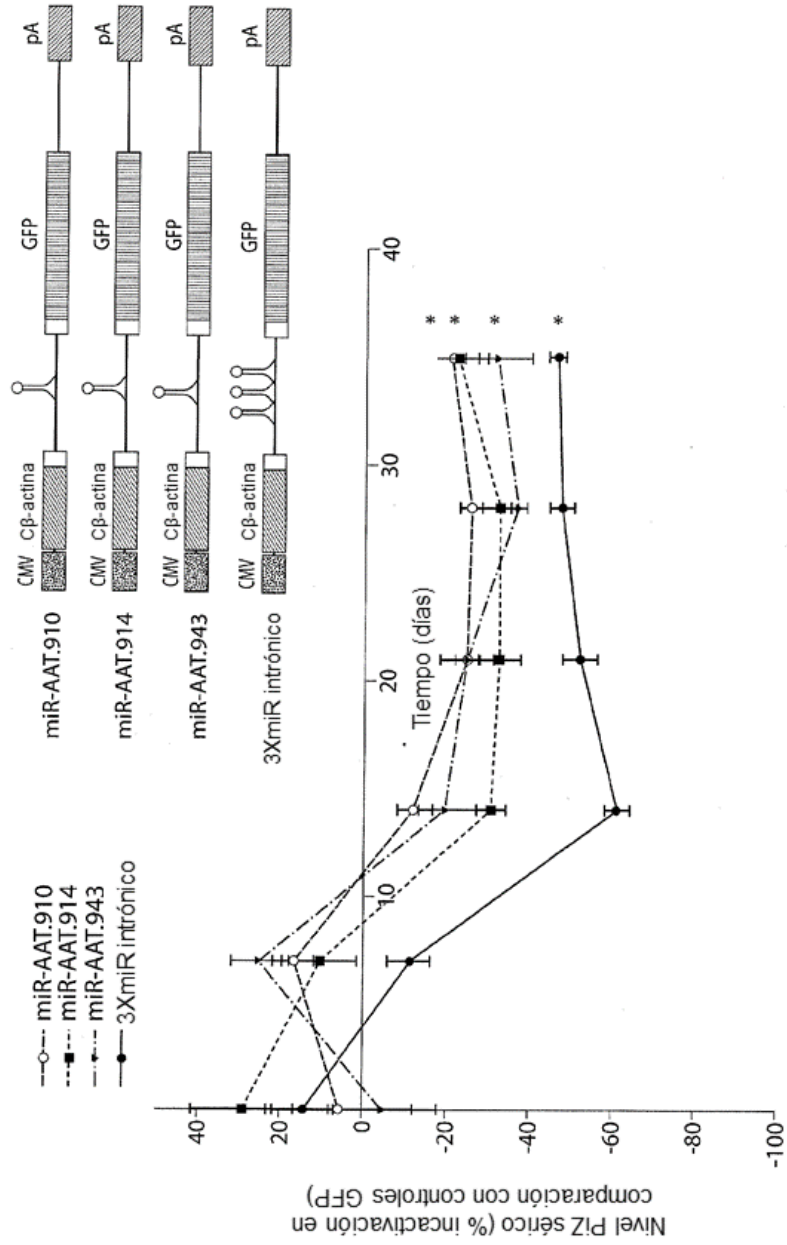 miR-AAT.910
miR-AAT.914
miR-AAT.943
3XmiR intrónico
miR-AAT.910
CMV Cβ-actina GFP pA
miR-AAT.914
CMV Cβ-actina GFP pA
miR-AAT.943
CMV Cβ-actina GFP pA
3XmiR intrónico
CMV Cβ-actina GFP pA
Nivel PiZ sérico (% incactivación en
comparación con controles GFP)
40
20
0
-20
-40
-60
-80
-100
10
20
30
40
Tiempo (días)
*
*
*
*